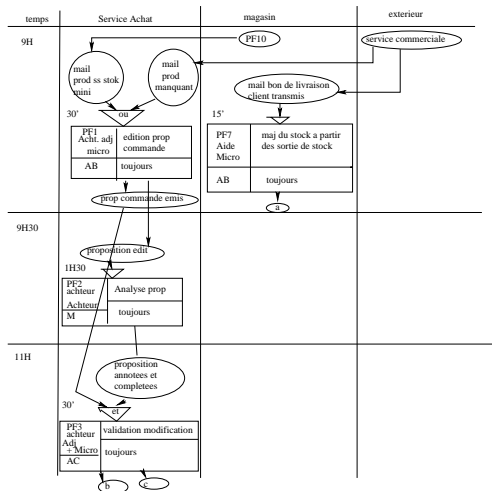 temps
Service Achat
magasin
exterieur
9H
PF10
service commerciale
mail
prod ss stok
mini
mail
prod
manquant
mail bon de livraison
client transmis
30'
ou
15'
PF1
Acht. adj
micro
edition prop
commande
AB
toujours
PF7
Aide
Micro
maj du stock a partir
des sortie de stock
AB
toujours
prop commande emis
a
9H30
proposition edit
1H30
PF2
achteur
Analyse prop
Achteur
M
toujours
11H
proposition
annotees et
completees
30'
et
PF3
achteur
Adj
+ Micro
validation modification
AC
toujours
b
c